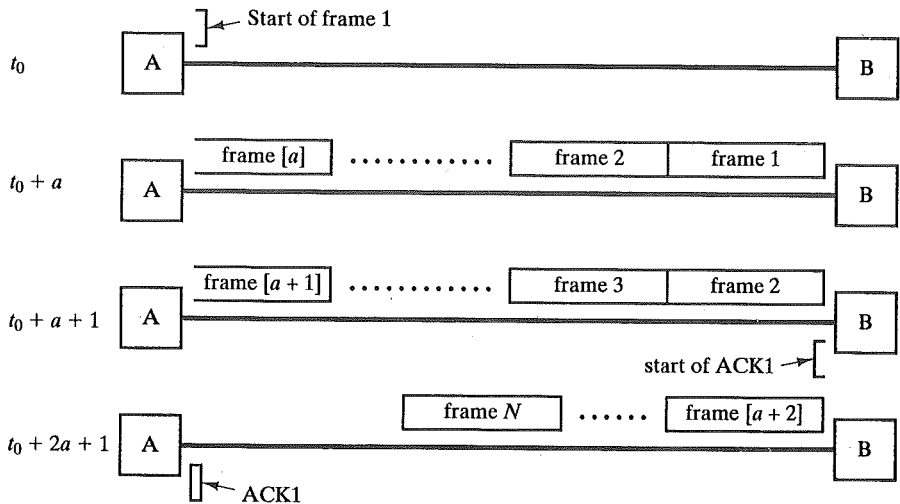 Start of frame 1
t0 A B
frame [a] ........... frame 2 frame 1
t0 + a A B
frame [a + 1] ........... frame 3 frame 2
t0 + a + 1 A B
start of ACK1
frame N ...... frame [a + 2]
t0 + 2a + 1 A B
ACK1